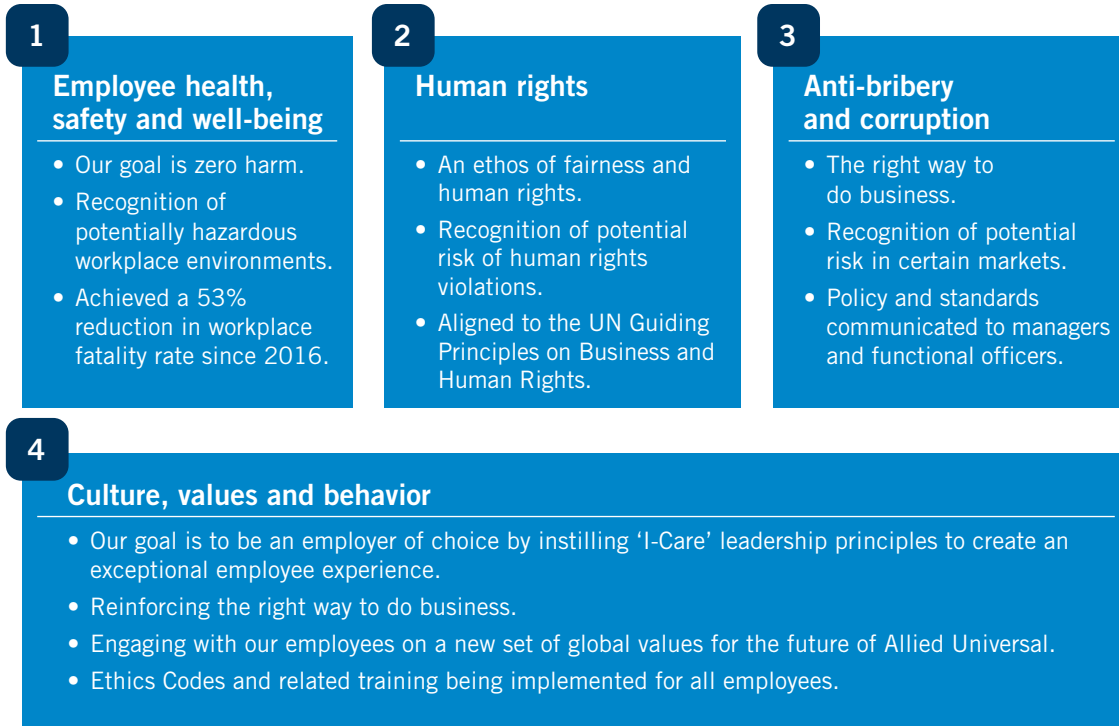 1
Employee health,
safety and well-being
• Our goal is zero harm.
• Recognition of
potentially hazardous
workplace environments.
• Achieved a 53%
reduction in workplace
fatality rate since 2016.
2
Human rights
• An ethos of fairness and
human rights.
• Recognition of potential
risk of human rights
violations.
• Aligned to the UN Guiding
Principles on Business and
Human Rights.
3
Anti-bribery
and corruption
• The right way to
do business.
• Recognition of potential
risk in certain markets.
• Policy and standards
communicated to managers
and functional officers.
4
Culture, values and behavior
• Our goal is to be an employer of choice by instilling ‘I-Care’ leadership principles to create an
exceptional employee experience.
• Reinforcing the right way to do business.
• Engaging with our employees on a new set of global values for the future of Allied Universal.
• Ethics Codes and related training being implemented for all employees.